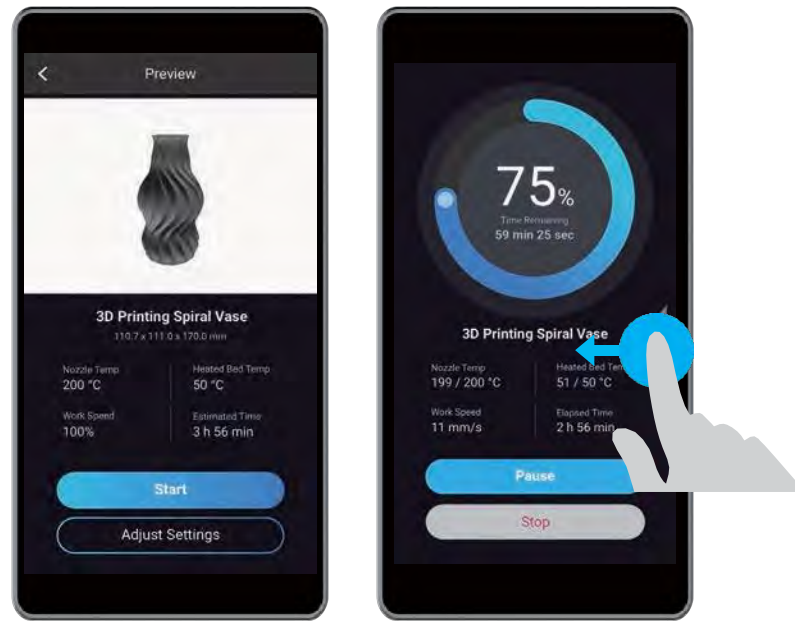 Preview
3D Printing Spiral Vase
110.7 x 111.0 x 170.0 mm
Nozzle Temp
200 °C
Heated Bed Temp
50 °C
Work Speed
100%
Estimated Time
3 h 56 min
Start
Adjust Settings
75%
Time Remaining
59 min 25 sec
3D Printing Spiral Vase
Nozzle Temp
199 / 200 °C
Heated Bed Tem
51 / 50 °C
Work Speed
11 mm/s
Elapsed Time
2 h 56 min
Pause
Stop